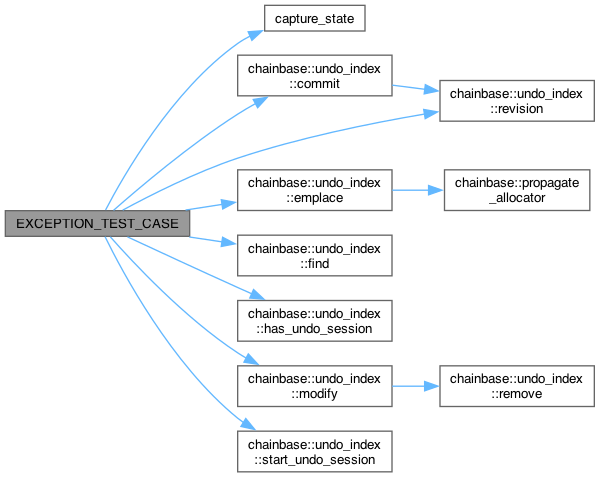 capture_state
chainbase::undo_index
::commit
chainbase::undo_index
::revision
chainbase::undo_index
::emplace
chainbase::propagate
_allocator
EXCEPTION_TEST_CASE
chainbase::undo_index
::find
chainbase::undo_index
::has_undo_session
chainbase::undo_index
::modify
chainbase::undo_index
::remove
chainbase::undo_index
::start_undo_session